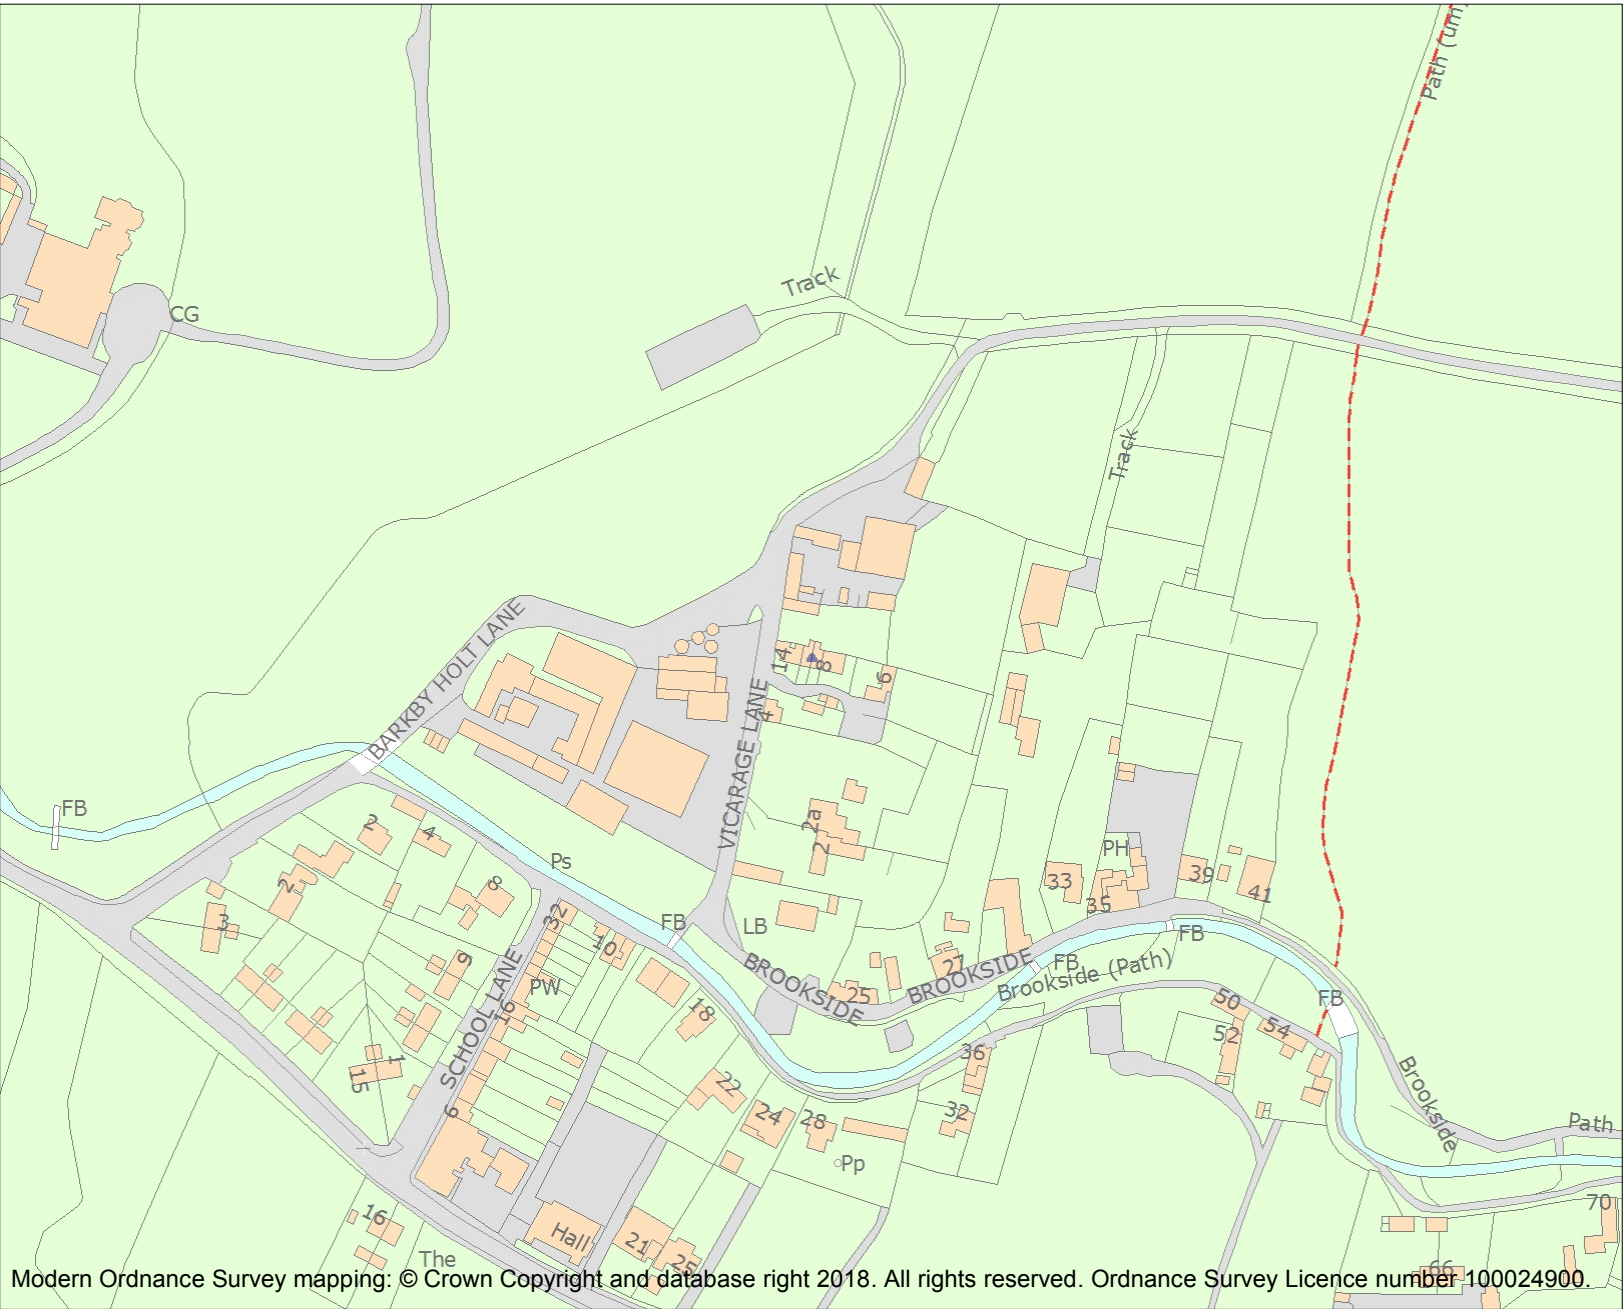 Path (um)
CG
Track
Track
BARKBY HOLT LANE
14
8
6
4
VICARAGE LANE
FB
2
4
Ps
2a
2
PH
33
35
39
41
2
3
8
32
10
FB
LB
FB
9
PW
16
BROOKSIDE
25
BROOKSIDE
27
FB
Brookside (Path)
18
FB
50
52
54
SCHOOL LANE
1
15
6
22
24
28
36
32
Pp
Brookside
Path
16
The
Hall
21
25
70
66
Modern Ordnance Survey mapping: © Crown Copyright and database right 2018. All rights reserved. Ordnance Survey Licence number 100024900.